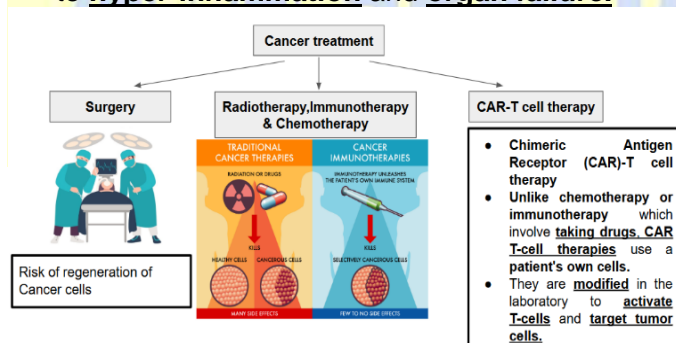 is hyper inflammation and organ failure.
Cancer treatment
Surgery
Radiotherapy,Immunotherapy
& Chemotherapy
CAR-T cell therapy
TRADITIONAL
CANCER THERAPIES
CANCER
IMMUNOTHERAPIES
RADIATION OR DRUGS
IMMUNOTHERAPY UNLEASHES
THE PATIENT'S OWN IMMUNE SYSTEM
KILLS
HEALTHY CELLS
CANCEROUS CELLS
KILLS
SELECTIVELY CANCEROUS CELLS
MANY SIDE EFFECTS
FEW TO NO SIDE EFFECTS
Risk of regeneration of
Cancer cells
● Chimeric Antigen
Receptor (CAR)-T cell
therapy
● Unlike chemotherapy or
immunotherapy which
involve taking drugs, CAR
T-cell therapies use a
patient's own cells.
● They are modified in the
laboratory to activate
T-cells and target tumor
cells.